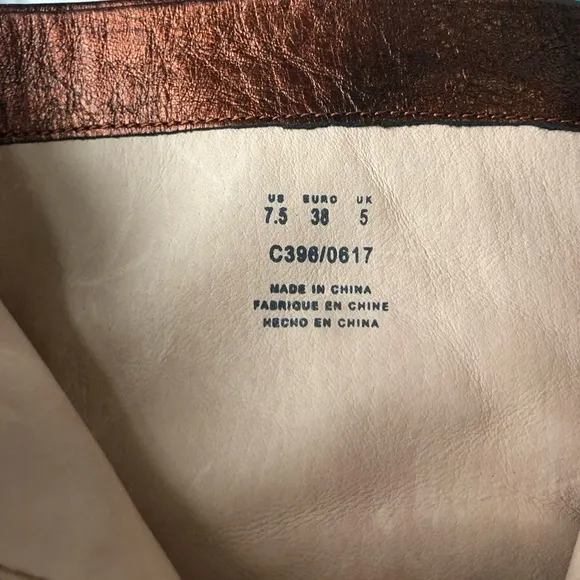 US EURO UK
7.5 38 5
C396/0617
MADE IN CHINA
FABRIQUE EN CHINE
HECHO EN CHINA